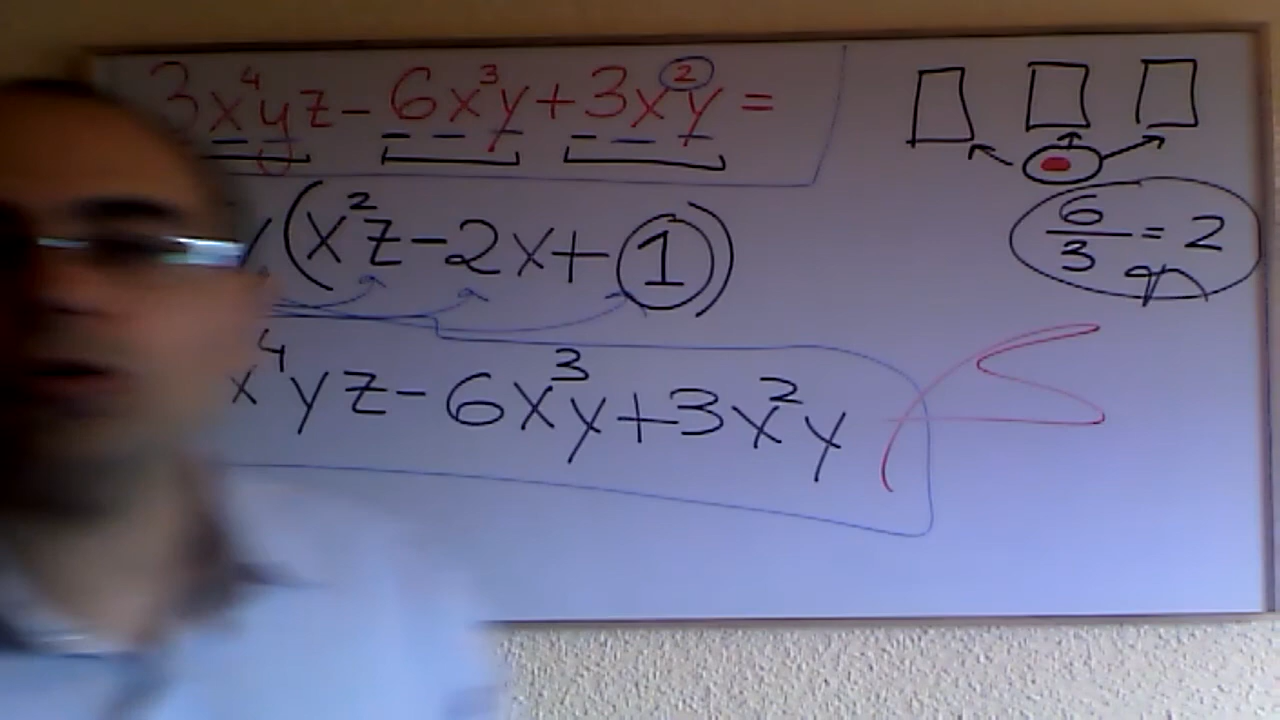 3x⁴yz-6x³y+3x²y=
(x²z-2x+1)
x⁴yz-6x³y+3x²y
6/3=2